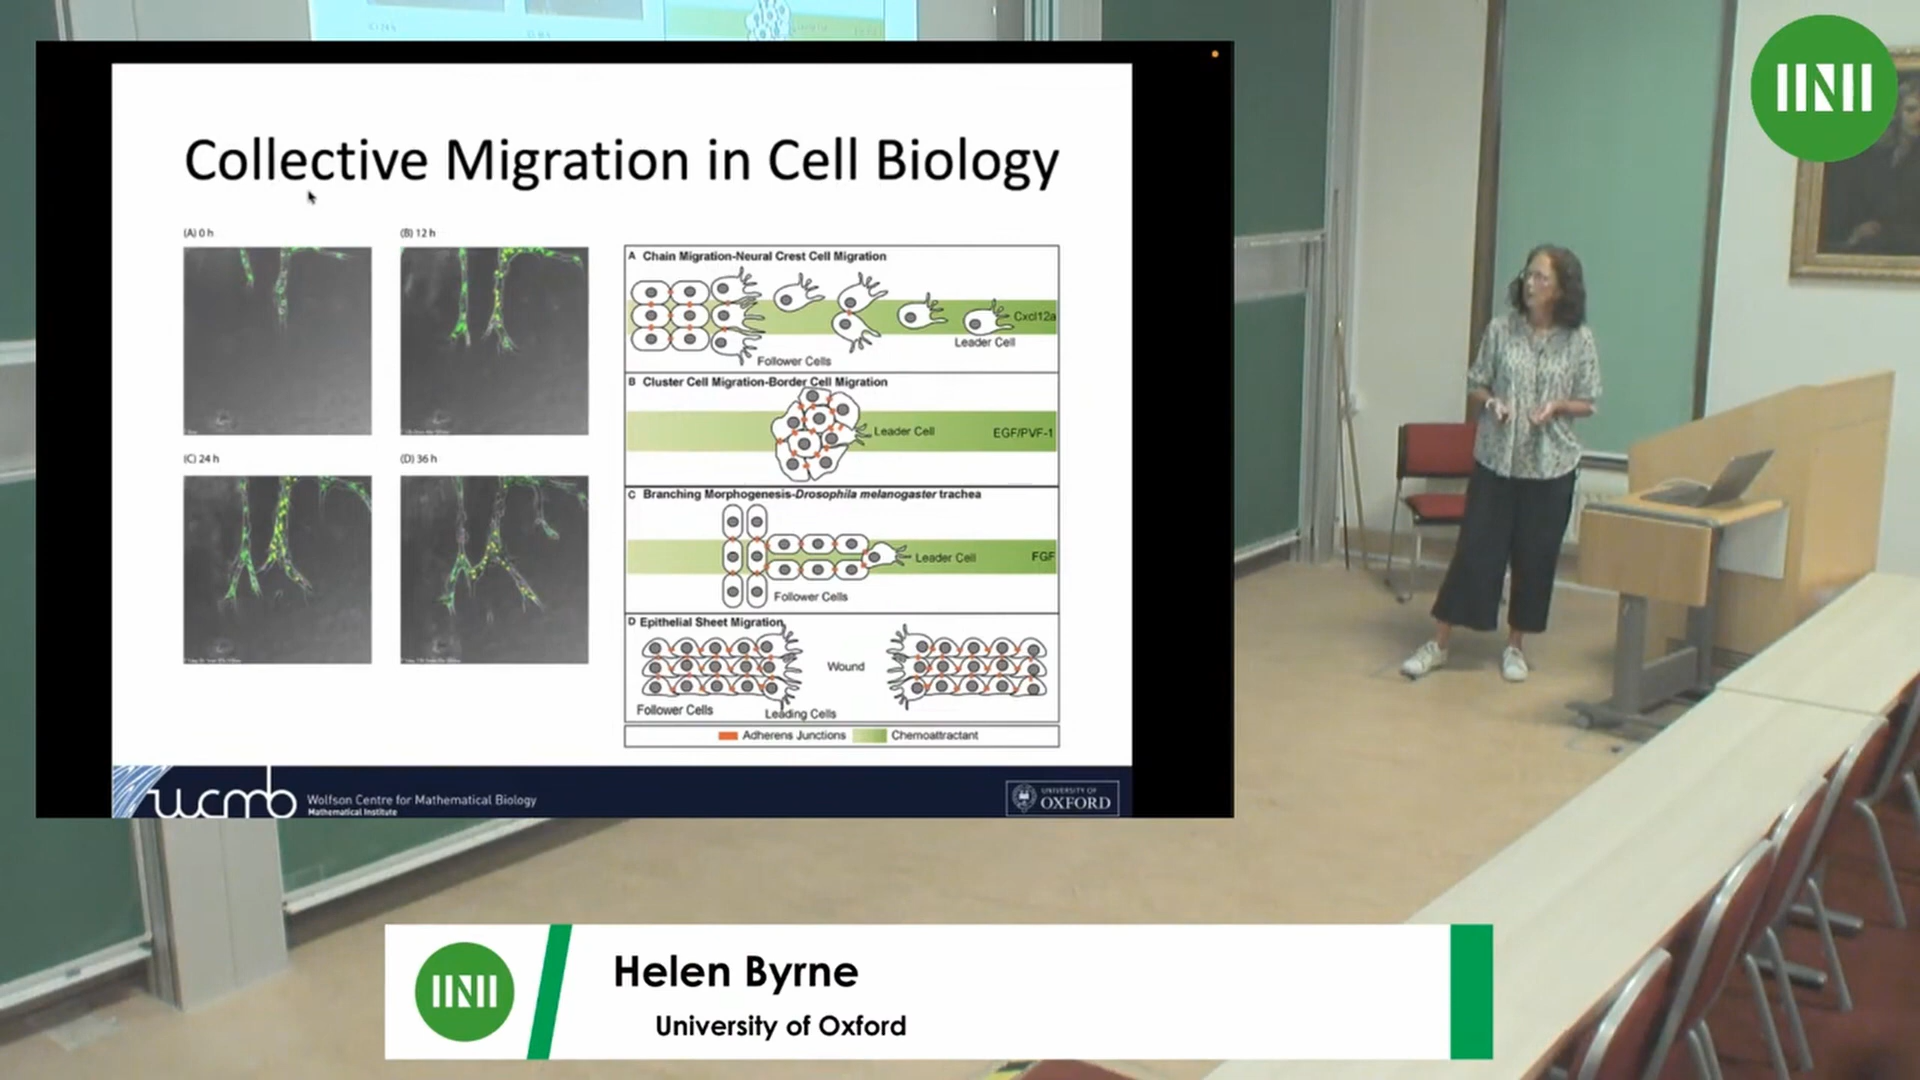 Collective Migration in Cell Biology
(A) 0 h
(B) 12 h
(C) 24 h
(D) 36 h
A Chain Migration-Neural Crest Cell Migration
Cxcl12a
Leader Cell
Follower Cells
B Cluster Cell Migration-Border Cell Migration
Leader Cell
EGF/PVF-1
C Branching Morphogenesis-Drosophila melanogaster trachea
Leader Cell
FGF
Follower Cells
D Epithelial Sheet Migration
Wound
Follower Cells
Leading Cells
Adherens Junctions
Chemoattractant
wcmb
Wolfson Centre for Mathematical Biology
Mathematical Institute
UNIVERSITY OF
OXFORD
Helen Byrne
University of Oxford